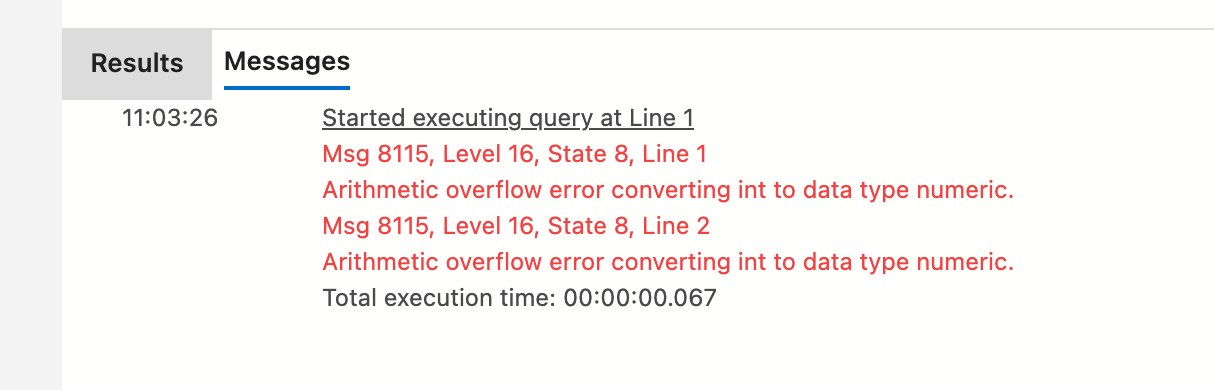 Results Messages
11:03:26 Started executing query at Line 1
Msg 8115, Level 16, State 8, Line 1
Arithmetic overflow error converting int to data type numeric.
Msg 8115, Level 16, State 8, Line 2
Arithmetic overflow error converting int to data type numeric.
Total execution time: 00:00:00.067